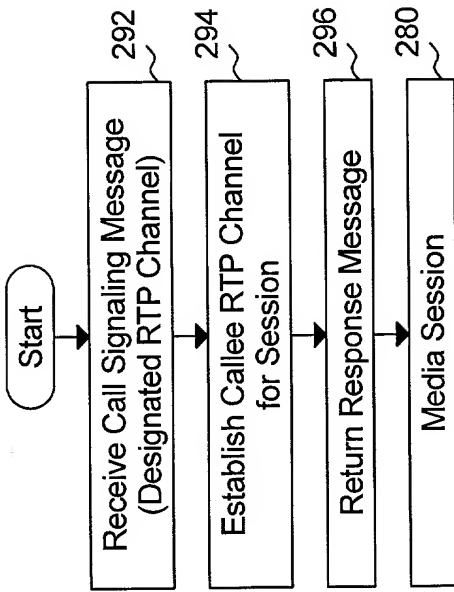 Start
Receive Call Signaling Message
(Designated RTP Channel)
292
Establish Callee RTP Channel
for Session
294
Return Response Message
296
Media Session
280